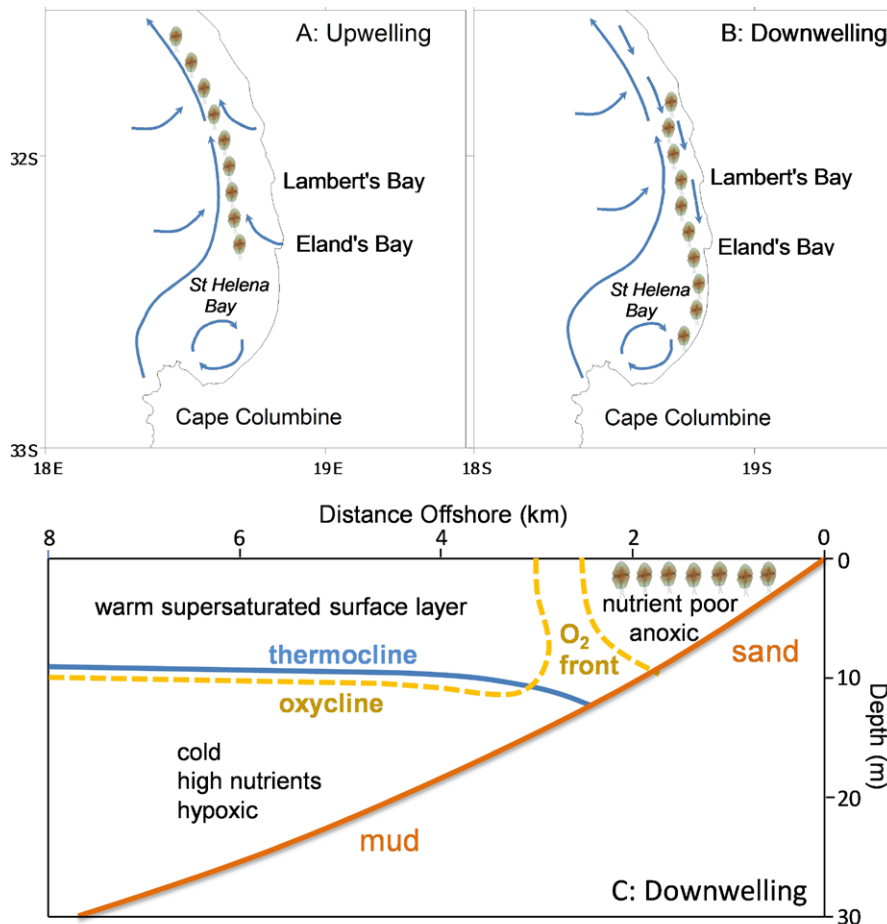 A: Upwelling
B: Downwelling
32S
Lambert's Bay
Lambert's Bay
Eland's Bay
Eland's Bay
St Helena
Bay
St Helena
Bay
Cape Columbine
Cape Columbine
33S
18E
19E
18S
19S
Distance Offshore (km)
8
6
4
2
0
0
warm supersaturated surface layer
nutrient poor
anoxic
O₂
front
sand
thermocline
oxycline
10
Depth (m)
cold
high nutrients
hypoxic
20
mud
C: Downwelling
30